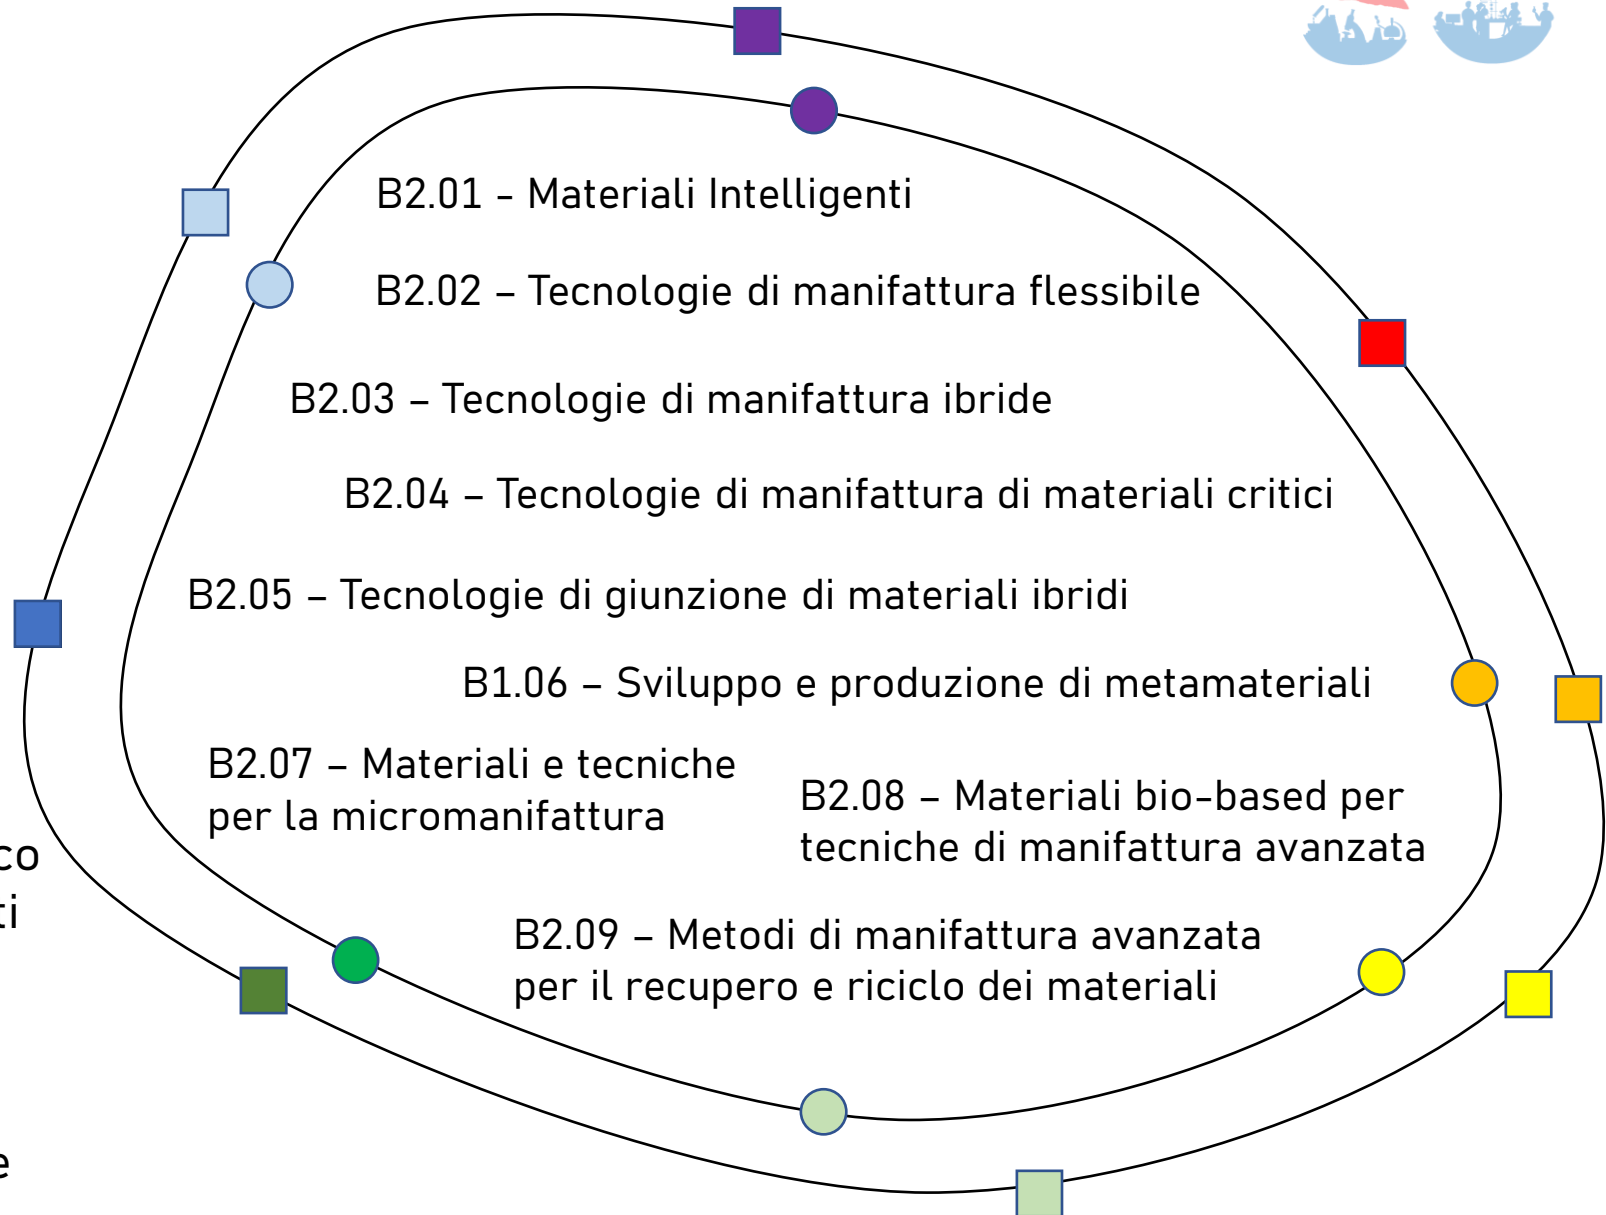 B2.01 - Materiali Intelligenti
B2.02 – Tecnologie di manifattura flessibile
B2.03 – Tecnologie di manifattura ibride
B2.04 – Tecnologie di manifattura di materiali critici
B2.05 – Tecnologie di giunzione di materiali ibridi
B1.06 – Sviluppo e produzione di metamateriali
B2.07 – Materiali e tecniche
per la micromanifattura
B2.08 – Materiali bio-based per
tecniche di manifattura avanzata
co
ti
B2.09 – Metodi di manifattura avanzata
per il recupero e riciclo dei materiali
e